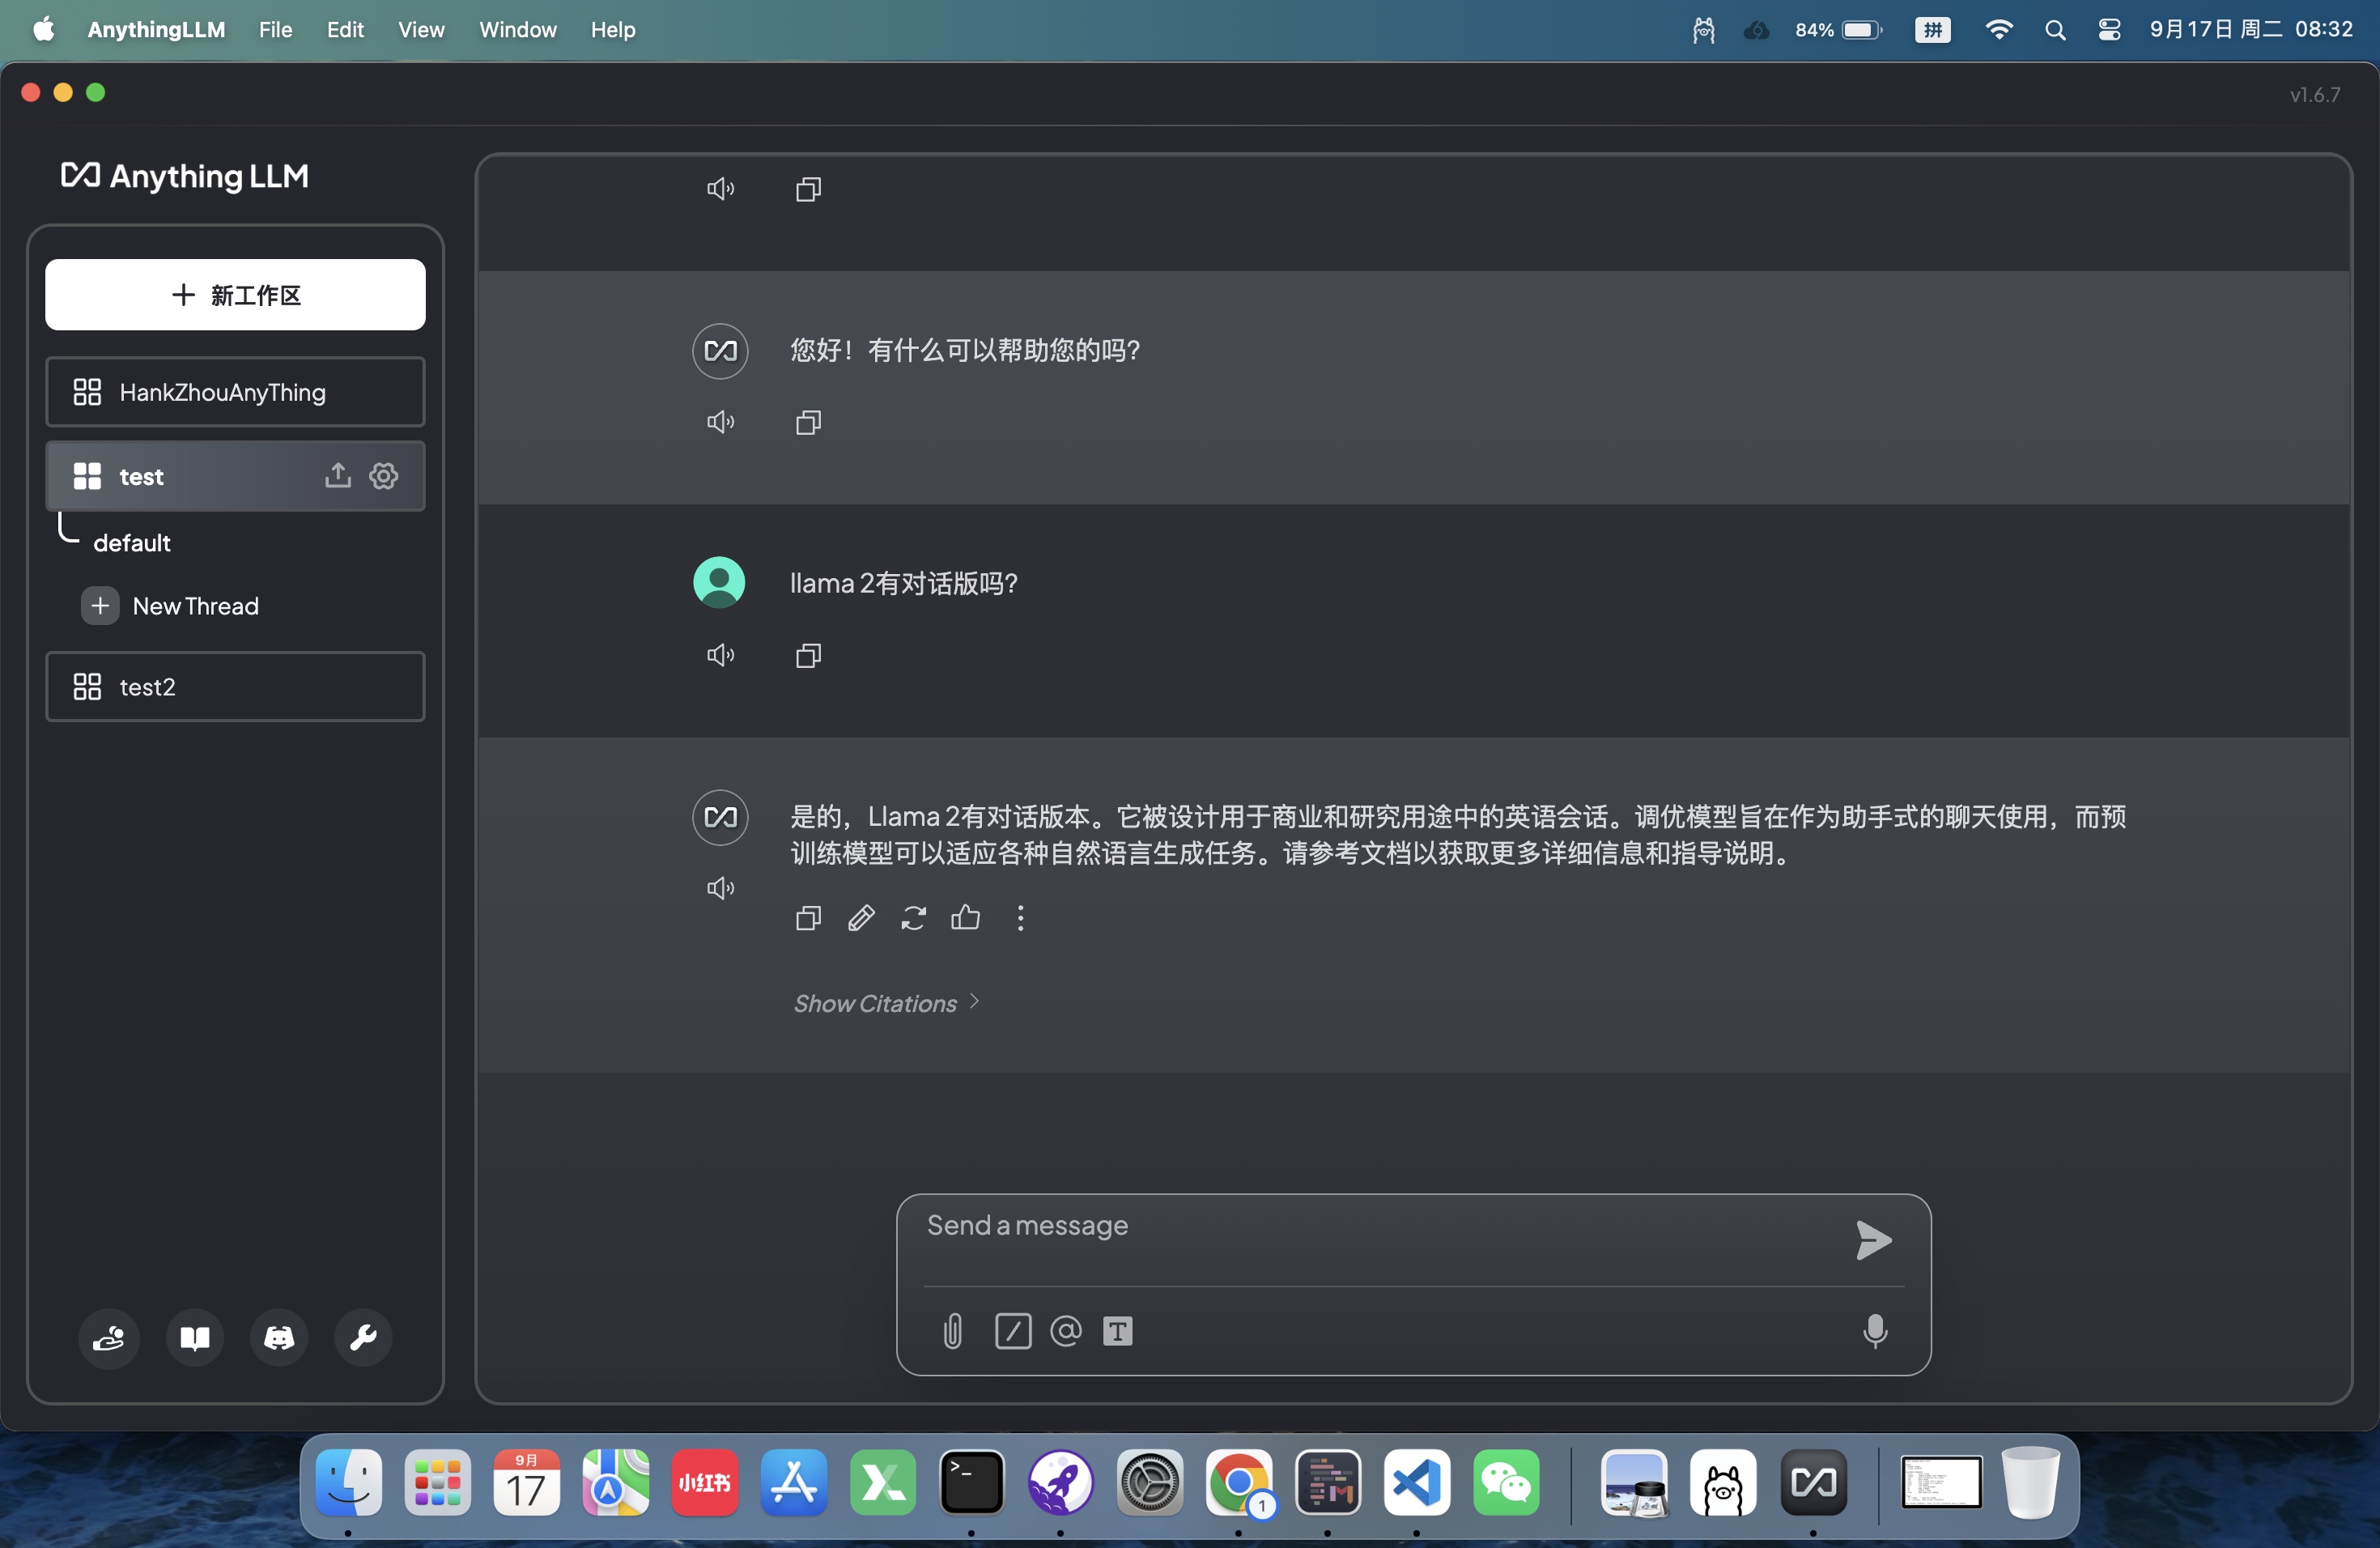 AnythingLLM File Edit View Window Help 84% 拼 9月17日 周二 08:32
v1.6.7
Anything LLM
新工作区
HankZhouAnyThing
test
default
New Thread
test2
您好！有什么可以帮助您的吗？
llama 2有对话版吗？
是的，Llama 2有对话版本。它被设计用于商业和研究用途中的英语会话。调优模型旨在作为助手式的聊天使用，而预
训练模型可以适应各种自然语言生成任务。请参考文档以获取更多详细信息和指导说明。
Show Citations
Send a message
9月
17
小红书
1